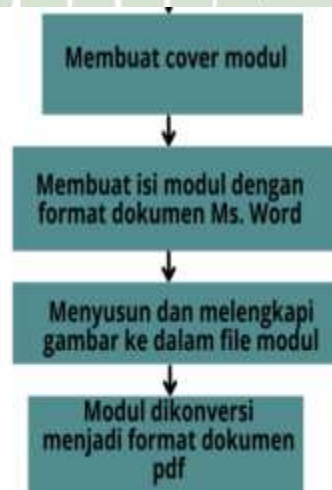 Membuat cover modul
Membuat isi modul dengan
format dokumen Ms. Word
Menyusun dan melengkapi
gambar ke dalam file modul
Modul dikonversi
menjadi format dokumen
pdf